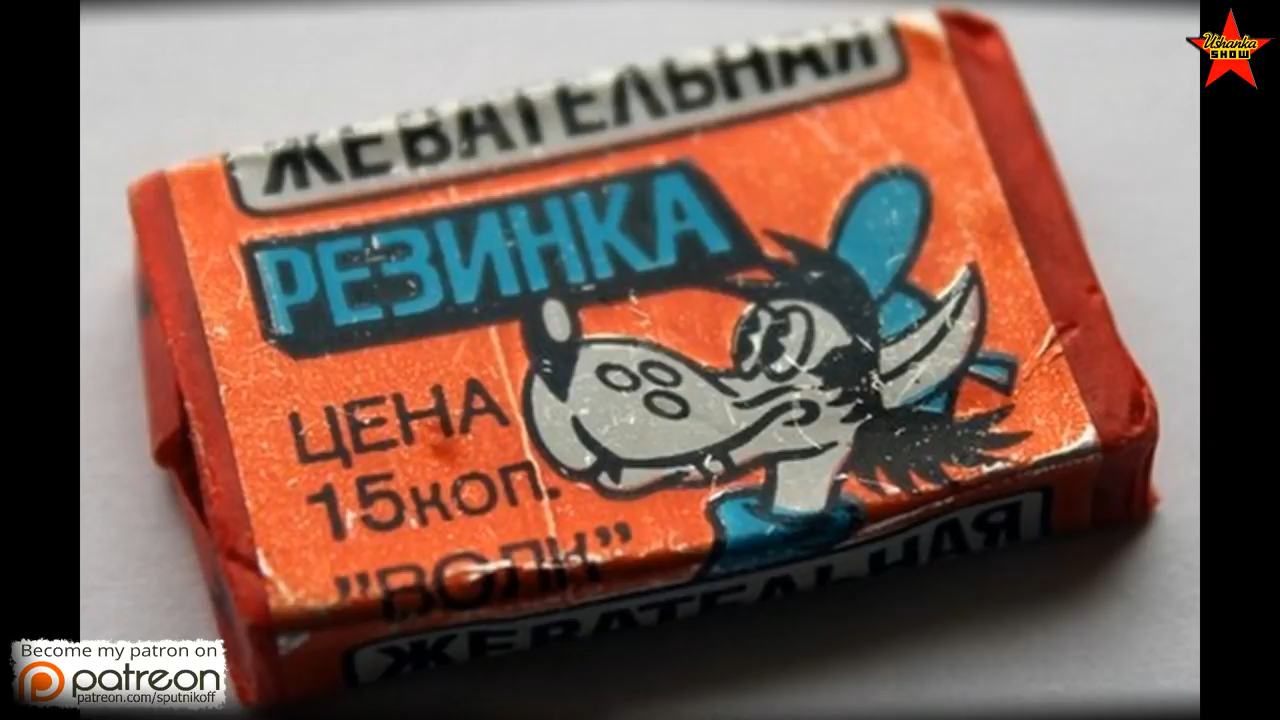 Ushanka
SHOW
ЖЕВАТЕЛЬНАЯ
РЕЗИНКА
ЦЕНА
15коп.
"ВОЛК"
ЖЕВАТЕЛЬНАЯ
Become my patron on
patreon
patreon.com/sputnikoff